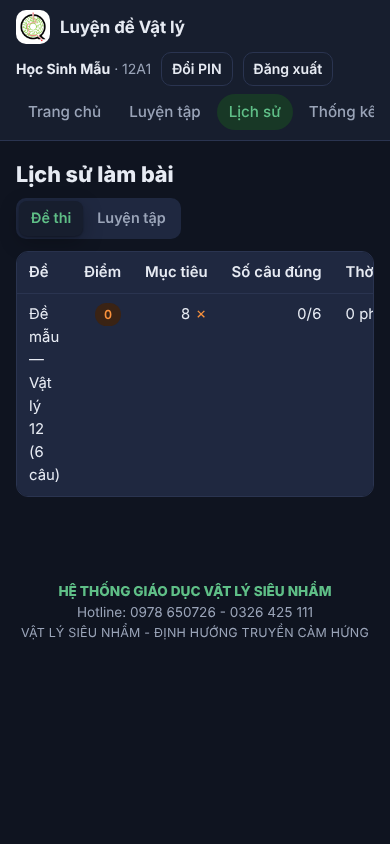 Luyện đề Vật lý
Học Sinh Mẫu · 12A1 Đổi PIN Đăng xuất
Trang chủ Luyện tập Lịch sử Thống kê
Lịch sử làm bài
Đề thi Luyện tập
Đề Điểm Mục tiêu Số câu đúng
Đề 0 8 × 0/6 0
mẫu
—
Vật
lý
12
(6
câu)
HỆ THỐNG GIÁO DỤC VẬT LÝ SIÊU NHẨM
Hotline: 0978 650726 - 0326 425 111
VẬT LÝ SIÊU NHẨM - ĐỊNH HƯỚNG TRUYỀN CẢM HỨNG